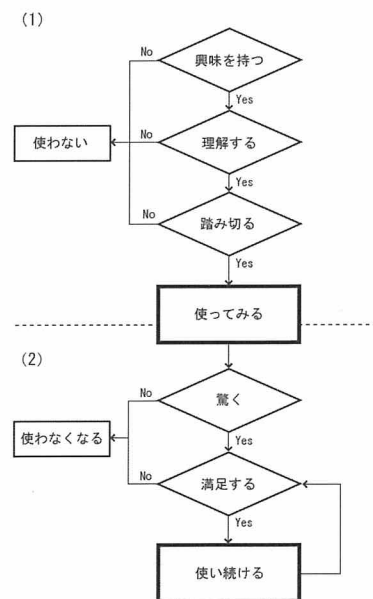 (1)
No
興味を持つ
Yes
No
使わない
理解する
Yes
No
踏み切る
Yes
使ってみる
(2)
No
驚く
Yes
使わなくなる
No
満足する
Yes
使い続ける